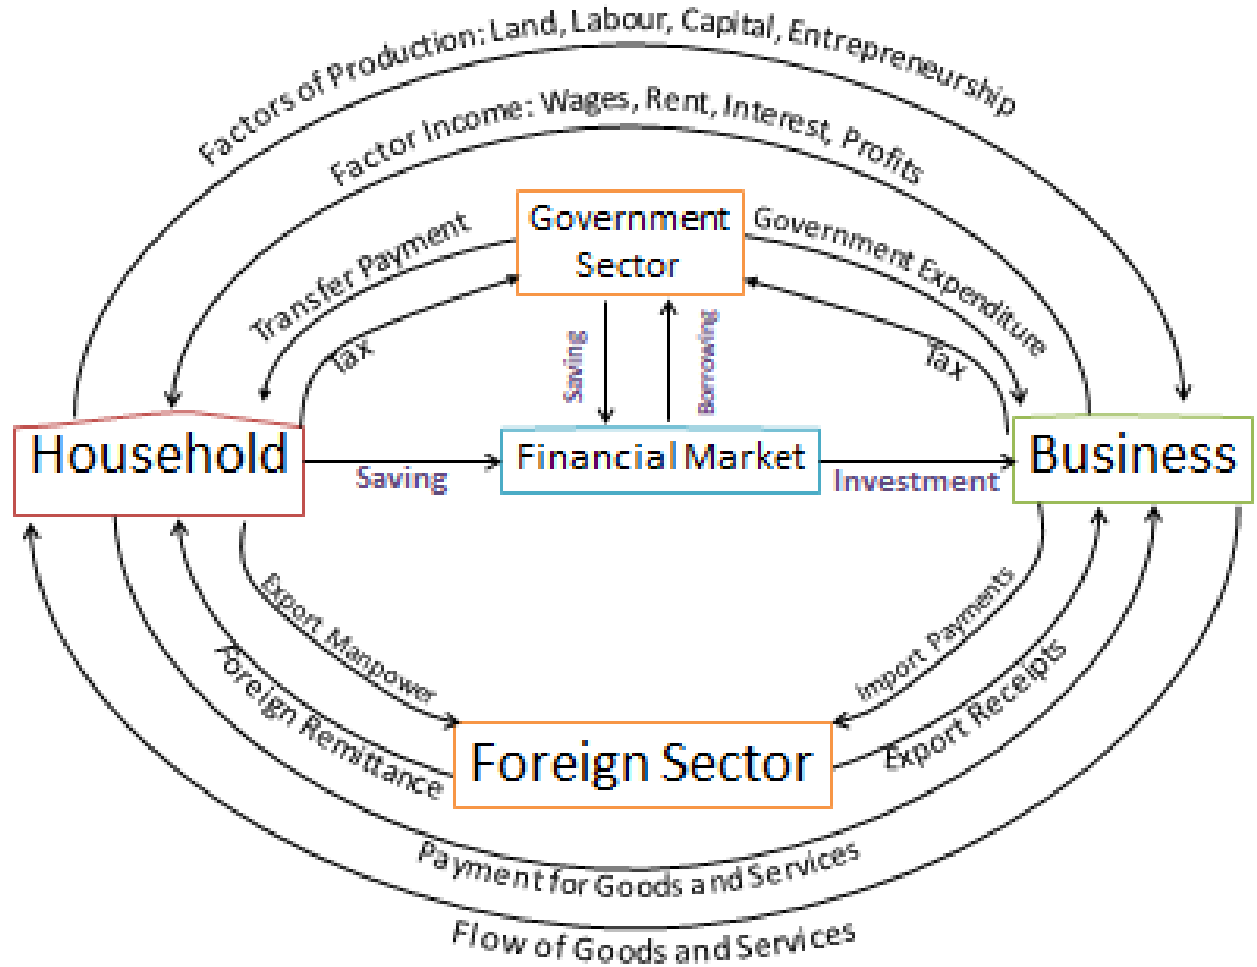 Factors of Production: Land, Labour, Capital, Entrepreneurship
Factor Income: Wages, Rent, Interest, Profits
Government
Sector
Transfer Payment
Government Expenditure
Tax
Tax
Saving
Borrowing
Household
Financial Market
Business
Saving
Investment
Export Manpower
Import Payments
Foreign Remittance
Export Receipts
Foreign Sector
Payment for Goods and Services
Flow of Goods and Services